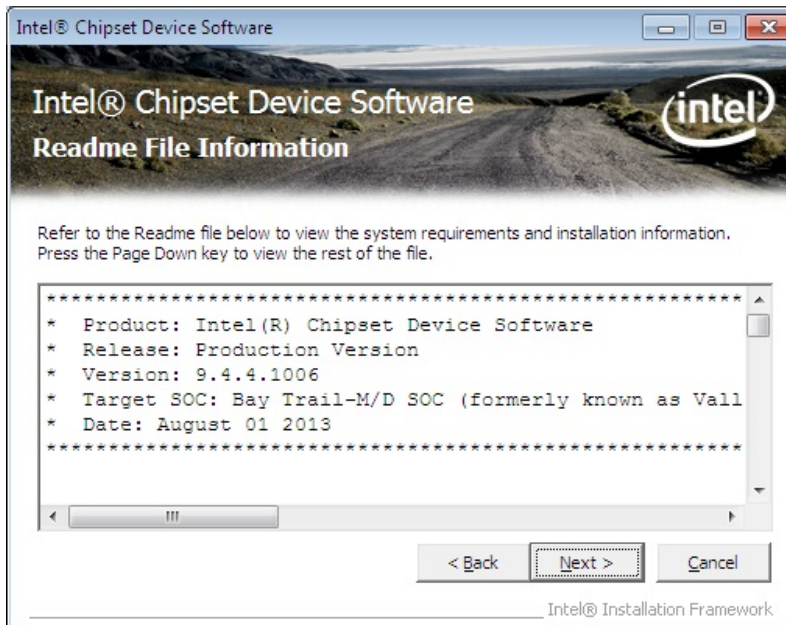 Intel® Chipset Device Software
Intel® Chipset Device Software
intel
Readme File Information
Refer to the Readme file below to view the system requirements and installation information.
Press the Page Down key to view the rest of the file.
*********************************************************
* Product: Intel(R) Chipset Device Software
* Release: Production Version
* Version: 9.4.4.1006
* Target SOC: Bay Trail-M/D SOC (formerly known as Vall
* Date: August 01 2013
*********************************************************
< Back
Next >
Cancel
Intel® Installation Framework